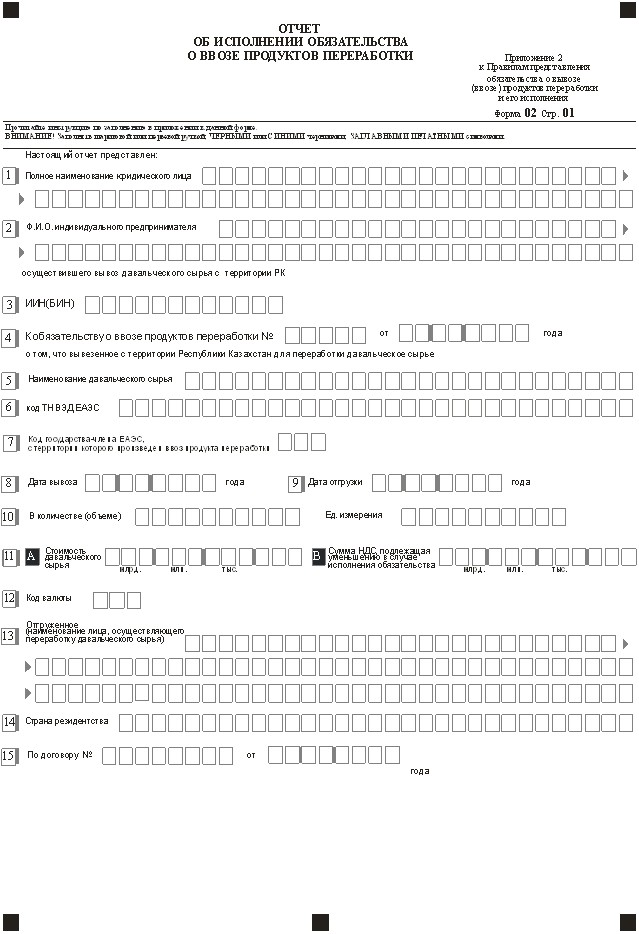 ОТЧЕТ
ОБ ИСПОЛНЕНИИ ОБЯЗАТЕЛЬСТВА
О ВВОЗЕ ПРОДУКТОВ ПЕРЕРАБОТКИ
Приложение 2
к Правилам представления
обязательства о вывозе
(ввозе) продуктов переработки
и его исполнения
Форма 02 Стр. 01
Прочитайте инструкцию по заполнению в приложении к данной форме.
ВНИМАНИЕ! Заполнять шариковой или перьевой ручкой, ЧЕРНЫМИ или СИНИМИ чернилами, ЗАГЛАВНЫМИ ПЕЧАТНЫМИ символами.
Настоящий отчет представлен:
1 Полное наименование юридического лица
2 Ф.И.О. индивидуального предпринимателя
осуществившего вывоз давальческого сырья с территории РК
3 ИИН(БИН)
4 К обязательству о ввозе продуктов переработки № от года
о том, что вывезенное с территории Республики Казахстан для переработки давальческое сырье
5 Наименование давальческого сырья
6 код ТН ВЭД ЕАЭС
7 Код государства-члена ЕАЭС,
с территории которого произведен ввоз продукта переработки
8 Дата вывоза года 9 Дата отгрузки года
10 В количестве (объеме) Ед. измерения
11 A Стоимость давальческого сырья млрд. млн. тыс. B Сумма НДС, подлежащая уменьшению в случае исполнения обязательства млрд. млн. тыс.
12 Код валюты
13 Отгруженное
(наименование лица, осуществляющего
переработку давальческого сырья)
14 Страна резидентства
15 По договору № от
года